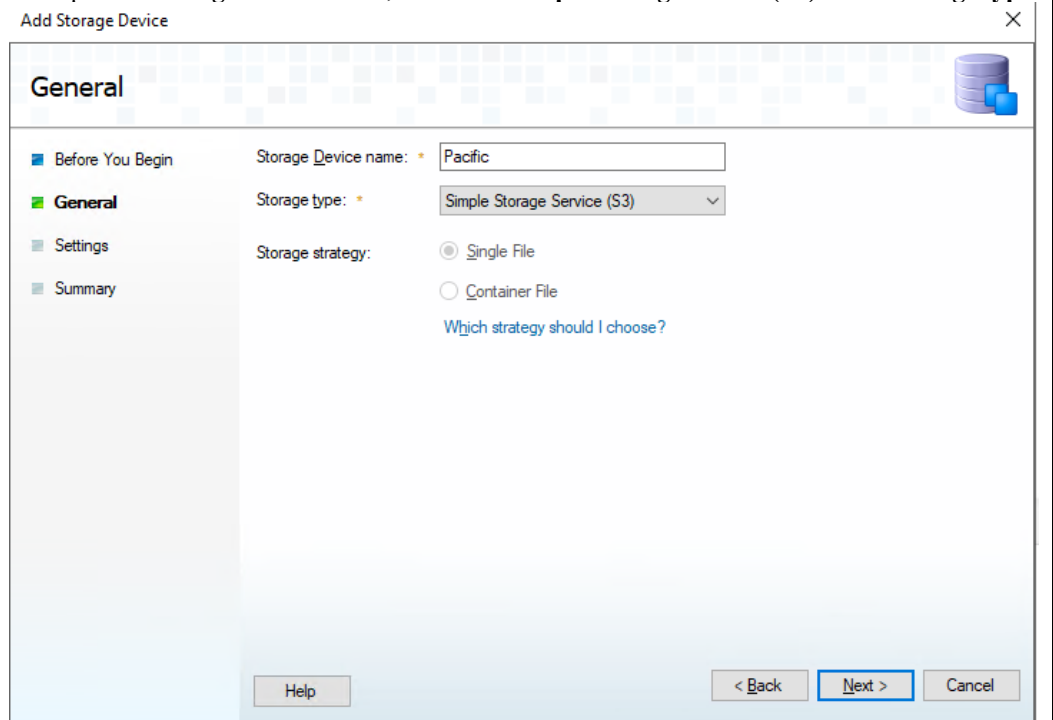 Add Storage Device
General
Before You Begin
General
Settings
Summary
Storage Device name: * Pacific
Storage type: * Simple Storage Service (S3)
Storage strategy:
Single File
Container File
Which strategy should I choose?
Help
< Back
Next >
Cancel